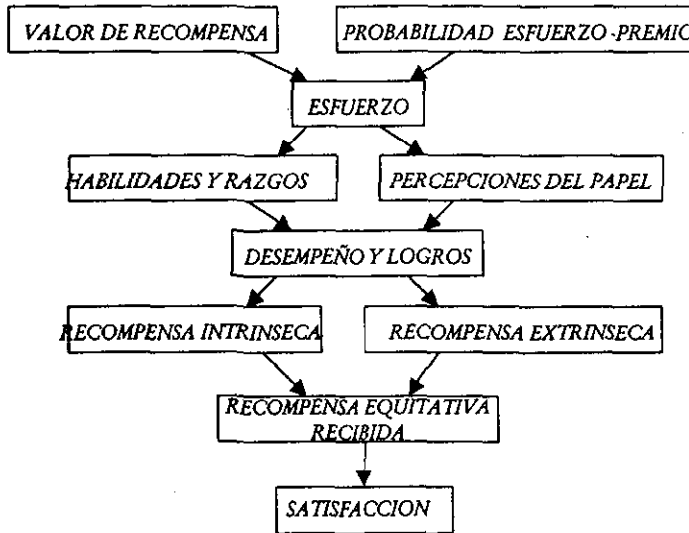 VALOR DE RECOMPENSA
PROBABILIDAD ESFUERZO-PREMIO
ESFUERZO
HABILIDADES Y RAZGOS
PERCEPCIONES DEL PAPEL
DESEMPEÑO Y LOGROS
RECOMPENSA INTRINSECA
RECOMPENSA EXTRINSECA
RECOMPENSA EQUITATIVA
RECIBIDA
SATISFACCION